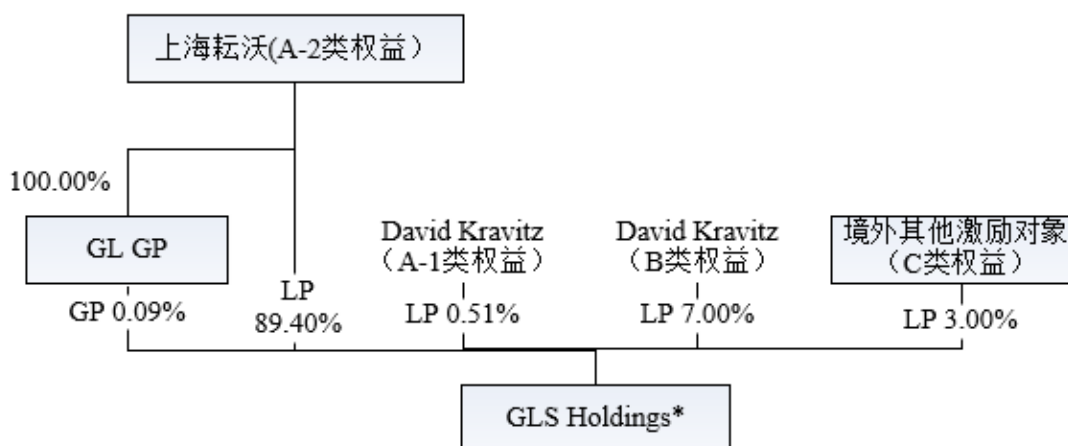 上海耘沃(A-2类权益）
100.00%
GL GP
David Kravitz
（A-1类权益）
David Kravitz
（B类权益）
境外其他激励对象
（C类权益）
GP 0.09%
LP
89.40%
LP 0.51%
LP 7.00%
LP 3.00%
GLS Holdings*